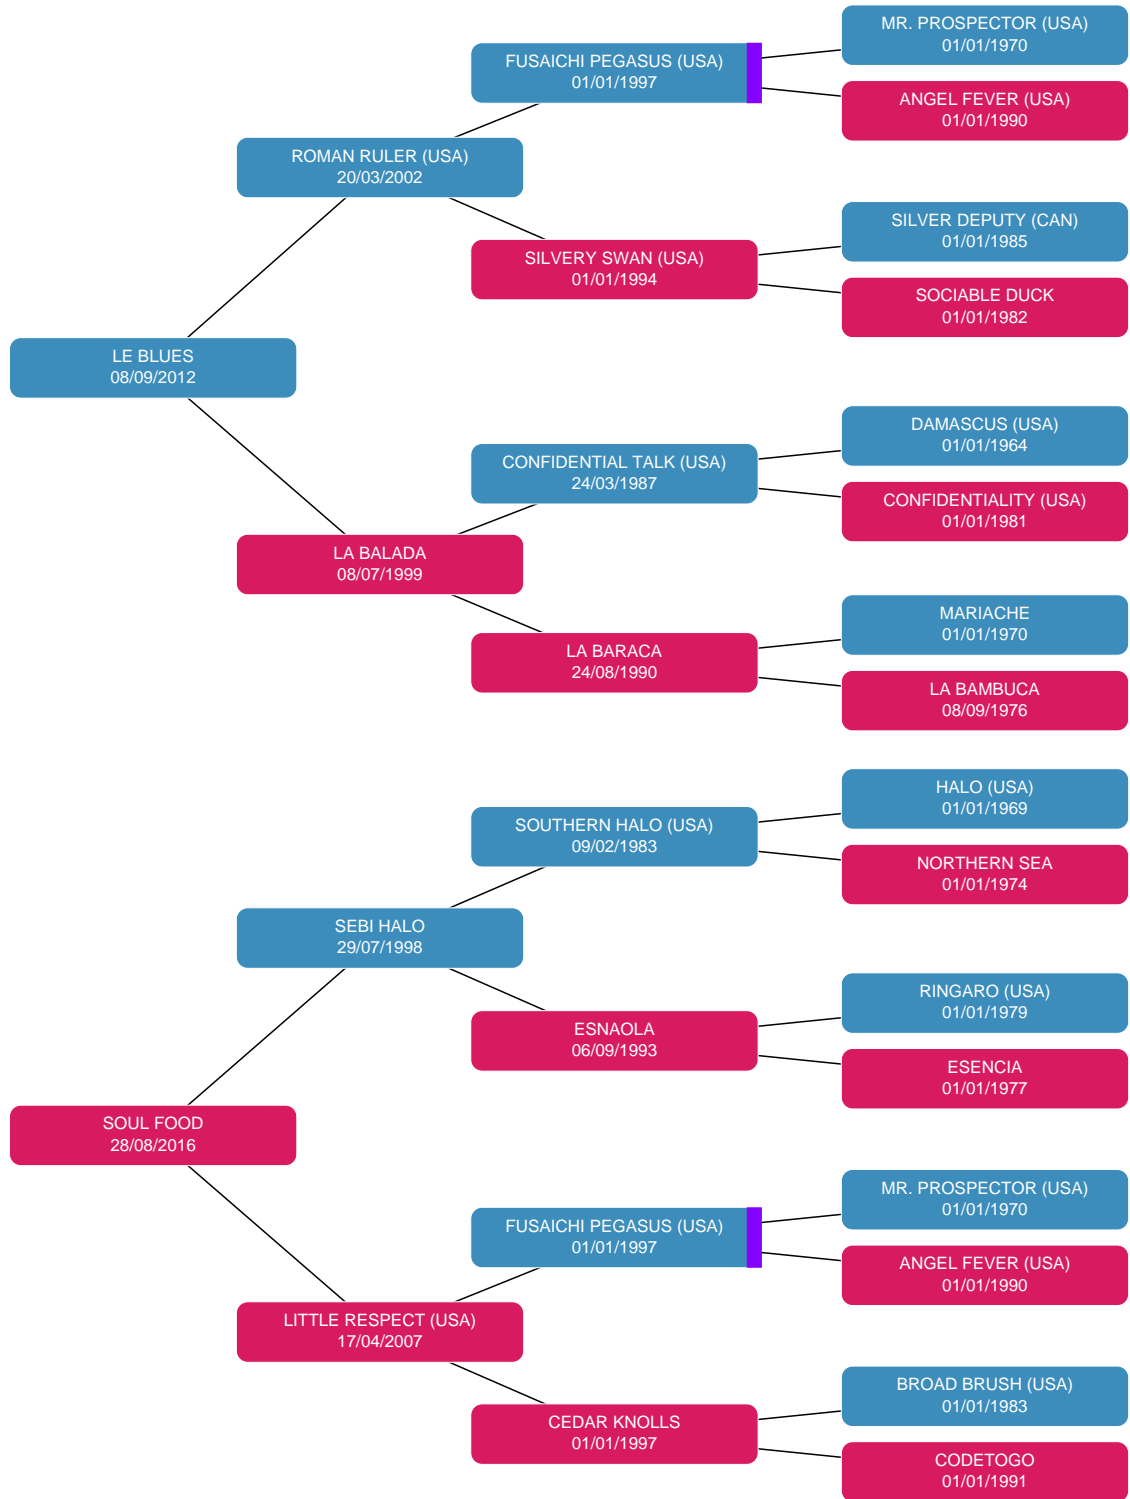 MR. PROSPECTOR (USA)
01/01/1970
FUSAICHI PEGASUS (USA)
01/01/1997
ANGEL FEVER (USA)
01/01/1990
ROMAN RULER (USA)
20/03/2002
SILVER DEPUTY (CAN)
01/01/1985
SILVERY SWAN (USA)
01/01/1994
SOCIABLE DUCK
01/01/1982
LE BLUES
08/09/2012
DAMASCUS (USA)
01/01/1964
CONFIDENTIAL TALK (USA)
24/03/1987
CONFIDENTIALITY (USA)
01/01/1981
LA BALADA
08/07/1999
MARIACHE
01/01/1970
LA BARACA
24/08/1990
LA BAMBUCA
08/09/1976
HALO (USA)
01/01/1969
SOUTHERN HALO (USA)
09/02/1983
NORTHERN SEA
01/01/1974
SEBI HALO
29/07/1998
RINGARO (USA)
01/01/1979
ESNAOLA
06/09/1993
ESENCIA
01/01/1977
SOUL FOOD
28/08/2016
MR. PROSPECTOR (USA)
01/01/1970
FUSAICHI PEGASUS (USA)
01/01/1997
ANGEL FEVER (USA)
01/01/1990
LITTLE RESPECT (USA)
17/04/2007
BROAD BRUSH (USA)
01/01/1983
CEDAR KNOLLS
01/01/1997
CODETOGO
01/01/1991